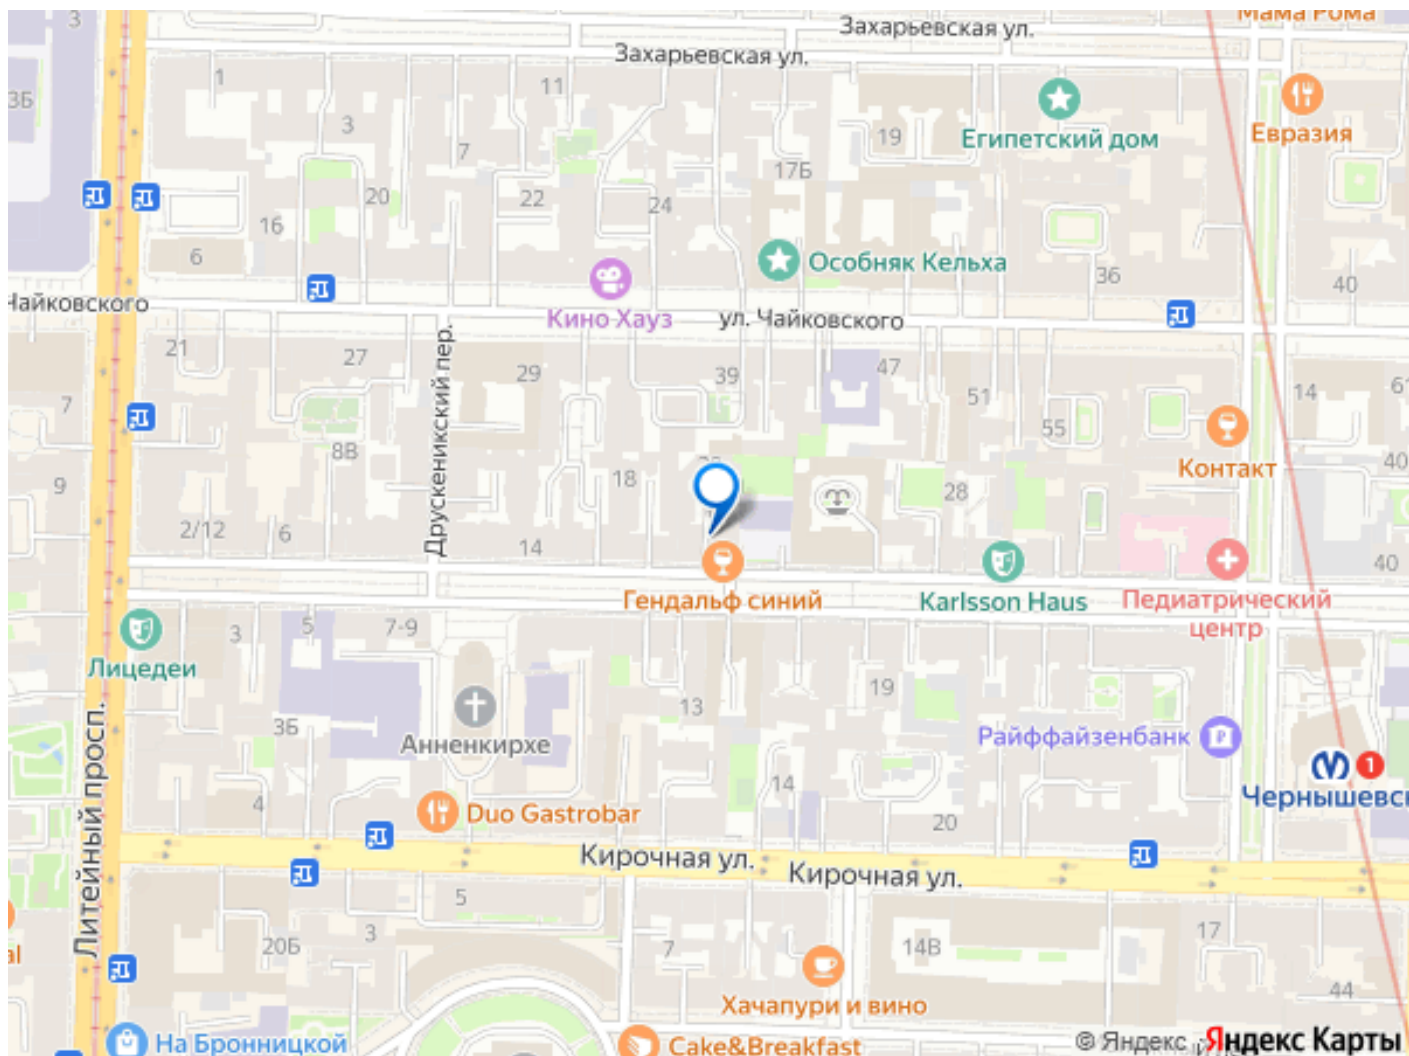 Мама Рома
3
Захарьевская ул.
Захарьевская ул.
1
11
3Б
3
7
19
Египетский дом
Евразия
17Б
20
22
24
16
6
Особняк Кельха
36
40
Чайковского
Кино Хауз
ул. Чайковского
21
27
29
39
47
51
14
61
7
Друскеникский пер.
8В
55
Контакт
40
9
18
28
2/12
6
14
40
Гендальф синий
Karlsson Haus
Педиатрический
центр
3
5
7-9
Лицедеи
19
13
3Б
Анненкирхе
Райффайзенбанк
Литейный просп.
14
1
Чернышевс
4
Duo Gastrobar
20
Кирочная ул.
Кирочная ул.
5
3
20Б
7
14В
17
al
44
Хачапури и вино
На Бронницкой
Cake&Breakfast
© Яндекс
Яндекс Карты